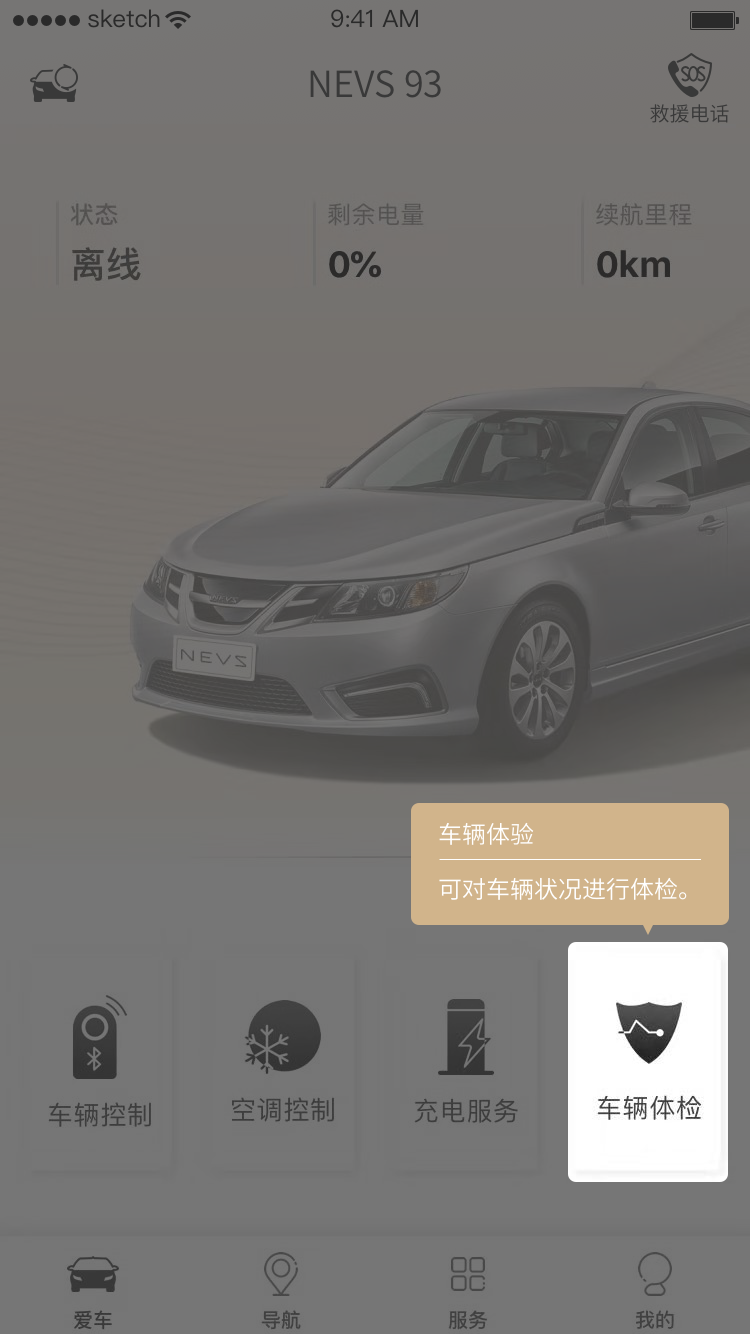 sketch 9:41 AM
NEVS 93
SOS
救援电话
状态 剩余电量 续航里程
离线 0% 0km
NEVS
NEVS
车辆体验
可对车辆状况进行体检。
车辆控制 空调控制 充电服务 车辆体检
爱车 导航 服务 我的